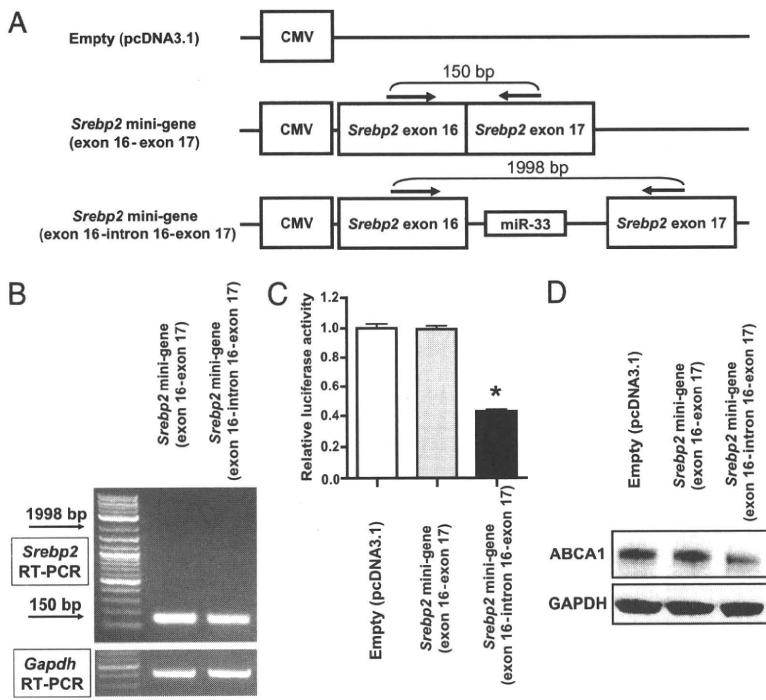 A
Empty (pcDNA3.1)
CMV
150 bp
Srebp2 mini-gene
(exon 16-exon 17)
CMV
Srebp2 exon 16
Srebp2 exon 17
1998 bp
Srebp2 mini-gene
(exon 16-intron 16-exon 17)
CMV
Srebp2 exon 16
miR-33
Srebp2 exon 17
B
Srebp2 mini-gene
(exon 16-exon 17)
Srebp2 mini-gene
(exon 16-intron 16-exon 17)
1998 bp
Srebp2
RT-PCR
150 bp
Gapdh
RT-PCR
C
Relative luciferase activity
1.2
1.0
0.8
0.6
0.4
0.2
0.0
*
Empty (pcDNA3.1)
Srebp2 mini-gene
(exon 16-exon 17)
Srebp2 mini-gene
(exon 16-intron 16-exon 17)
D
Empty (pcDNA3.1)
Srebp2 mini-gene
(exon 16-exon 17)
Srebp2 mini-gene
(exon 16-intron 16-exon 17)
ABCA1
GAPDH